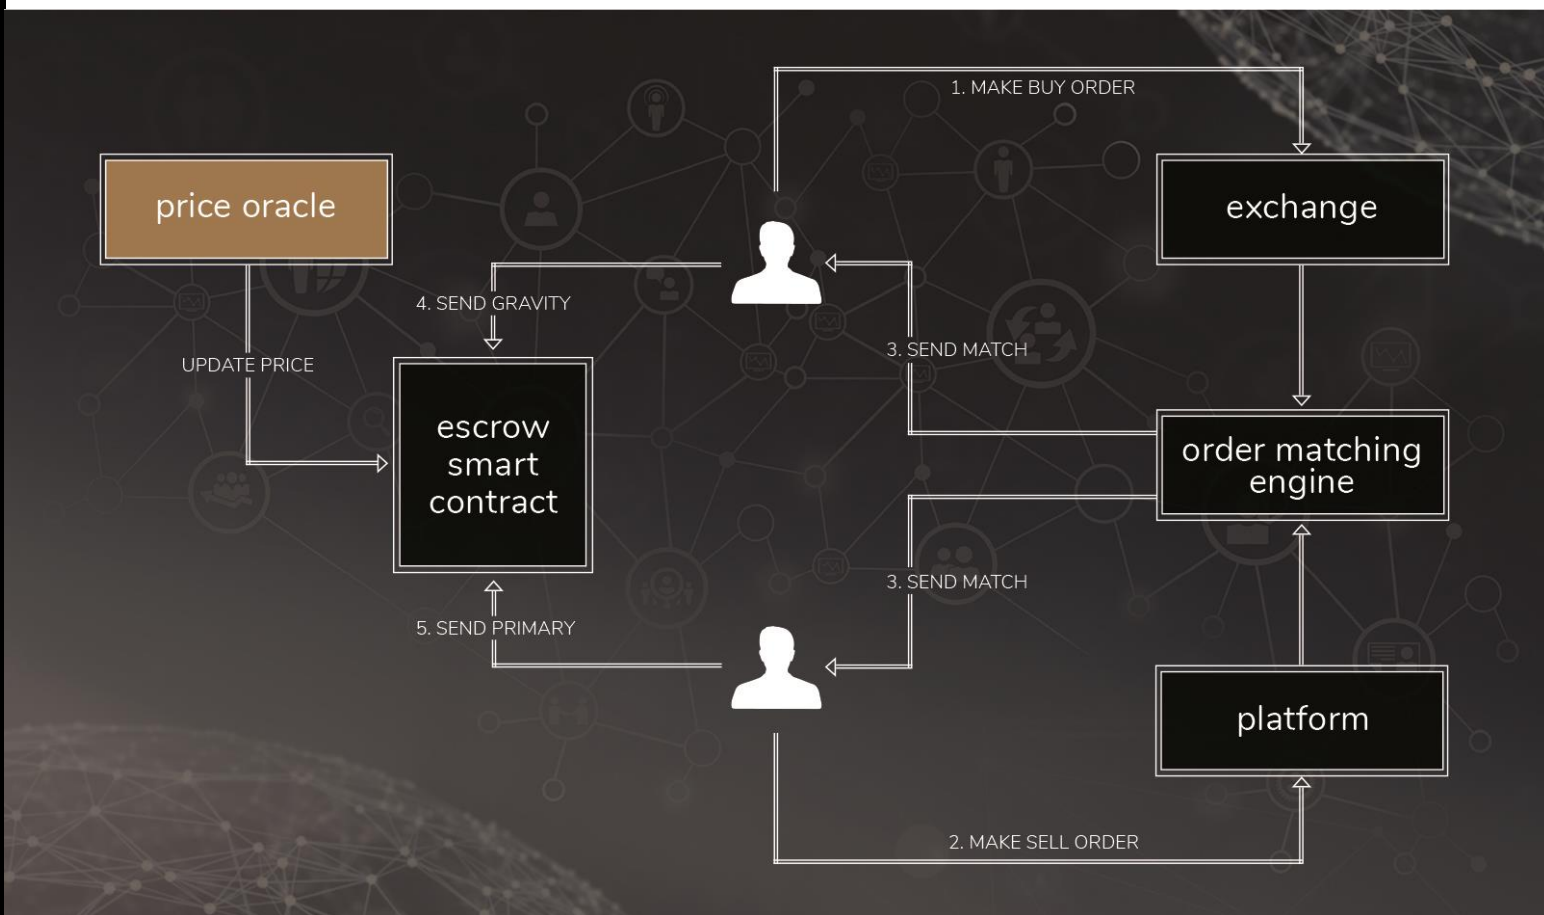 1. MAKE BUY ORDER
price oracle
exchange
4. SEND GRAVITY
3. SEND MATCH
UPDATE PRICE
escrow
smart
contract
order matching
engine
3. SEND MATCH
5. SEND PRIMARY
platform
2. MAKE SELL ORDER